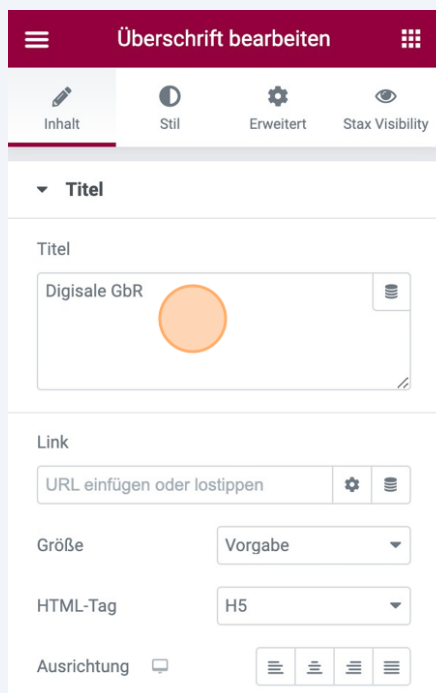 Überschrift bearbeiten
Inhalt
Stil
Erweitert
Stax Visibility
Titel
Titel
Digisale GbR
Link
URL einfügen oder lostippen
Größe
Vorgabe
HTML-Tag
H5
Ausrichtung